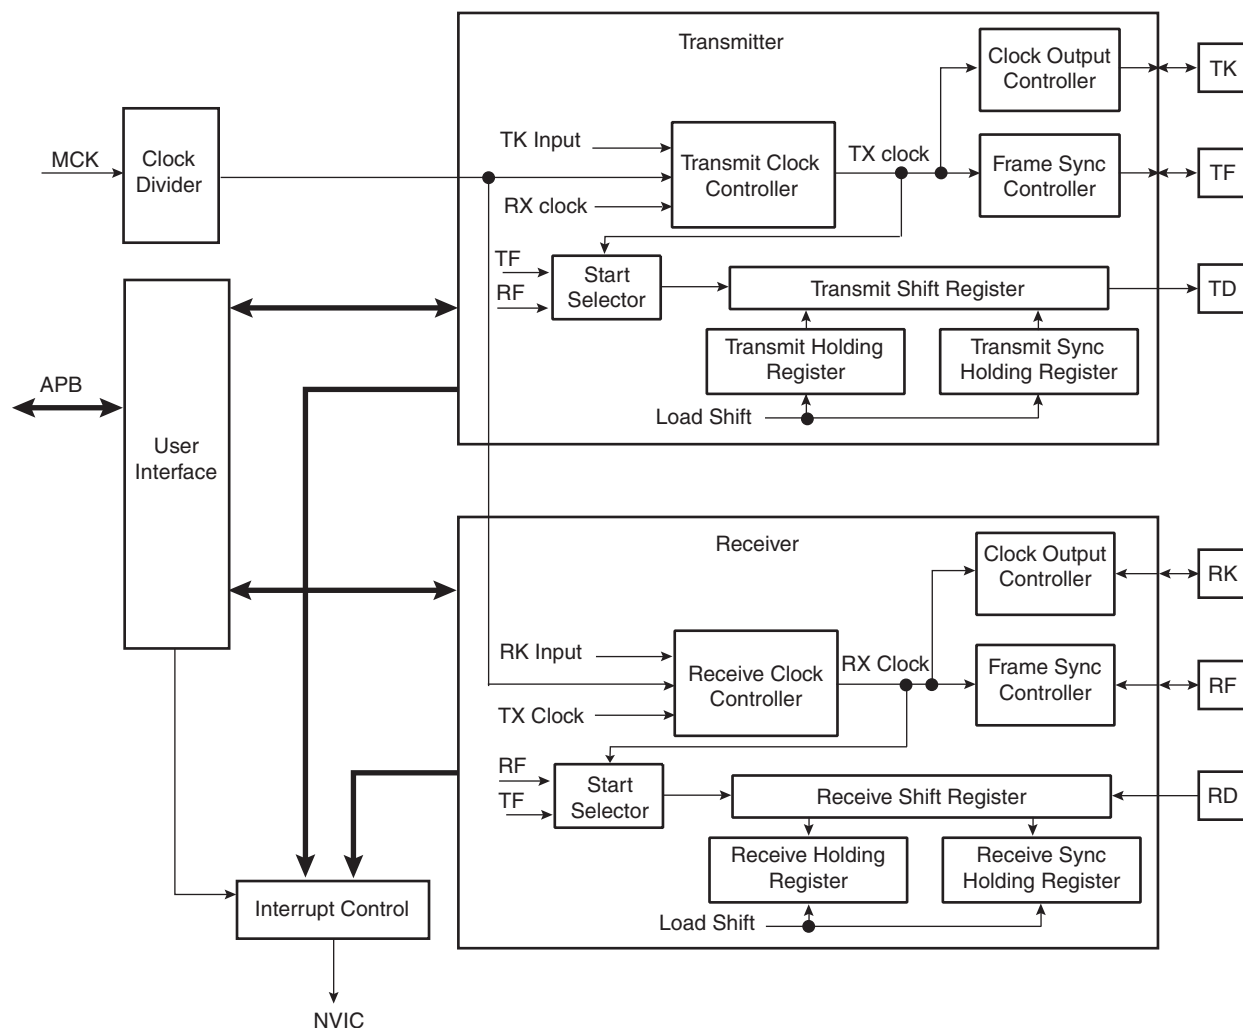 Transmitter
Clock Output
Controller
TK
MCK
Clock
Divider
TK Input
Transmit Clock
Controller
RX clock
TX clock
Frame Sync
Controller
TF
TF
RF
Start
Selector
Transmit Shift Register
TD
Transmit Holding
Register
Transmit Sync
Holding Register
Load Shift
APB
User
Interface
Receiver
Clock Output
Controller
RK
RK Input
Receive Clock
Controller
TX Clock
RX Clock
Frame Sync
Controller
RF
RF
TF
Start
Selector
Receive Shift Register
RD
Receive Holding
Register
Receive Sync
Holding Register
Load Shift
Interrupt Control
NVIC